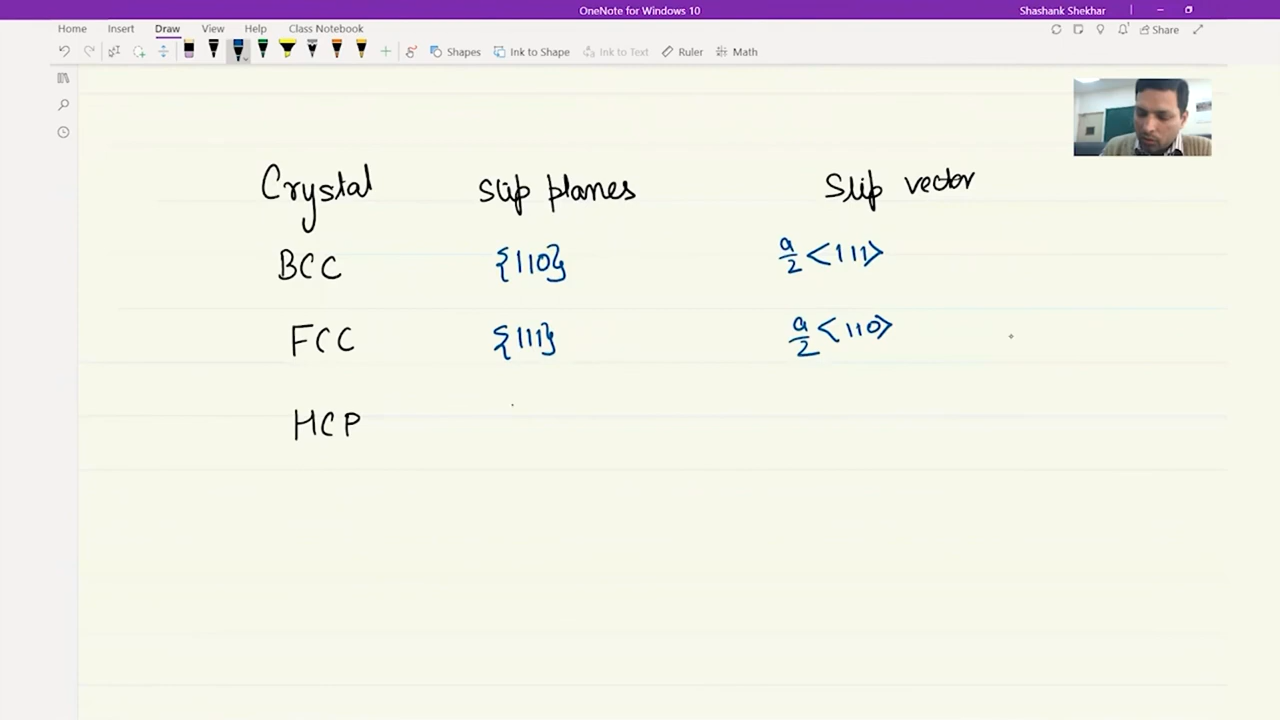 OneNote for Windows 10
Shashank Shekhar
Home Insert Draw View Help Class Notebook
Share
Shapes Ink to Shape Ink to Text Ruler Math
Crystal Slip planes Slip vector
BCC {110} a/2 <111>
FCC {111} a/2 <110>
HCP